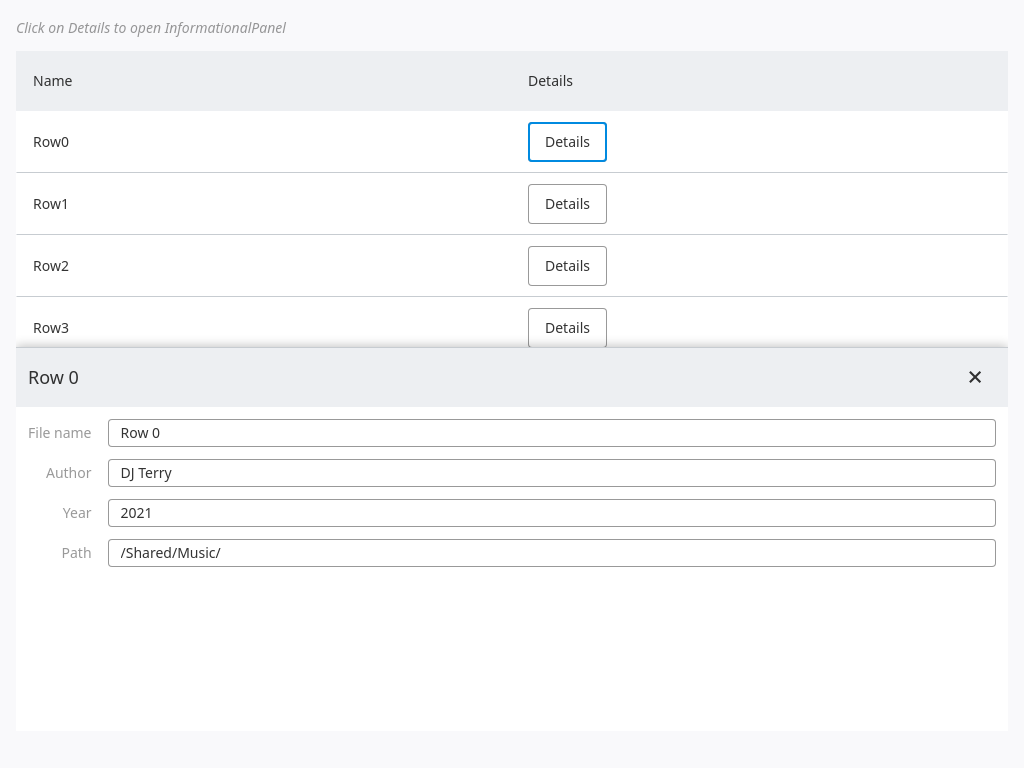 Click on Details to open InformationalPanel
Name Details
Row0 Details
Row1 Details
Row2 Details
Row3 Details
Row 0
File name Row 0
Author DJ Terry
Year 2021
Path /Shared/Music/